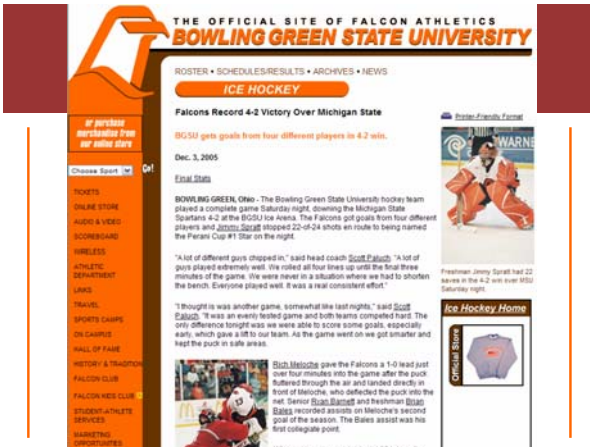 THE OFFICIAL SITE OF FALCON ATHLETICS
BOWLING GREEN STATE UNIVERSITY
ROSTER • SCHEDULES/RESULTS • ARCHIVES • NEWS
ICE HOCKEY
or purchase
merchandise from
our online store
Choose Sport
Go!
TICKETS
ONLINE STORE
AUDIO & VIDEO
SCOREBOARD
WIRELESS
ATHLETIC
DEPARTMENT
LINKS
TRAVEL
SPORTS CAMPS
ON CAMPUS
HALL OF FAME
HISTORY & TRADITION
FALCON CLUB
FALCON KIDS CLUB
STUDENT-ATHLETE
SERVICES
MARKETING
OPPORTUNITIES
Falcons Record 4-2 Victory Over Michigan State
BGSU gets goals from four different players in 4-2 win.
Dec. 3, 2005
Final Stats
BOWLING GREEN, Ohio - The Bowling Green State University hockey team
played a complete game Saturday night, downing the Michigan State
Spartans 4-2 at the BGSU Ice Arena. The Falcons got goals from four different
players and Jimmy Spratt stopped 22-of-24 shots en route to being named
the Perani Cup #1 Star on the night.
"A lot of different guys chipped in," said head coach Scott Paluch. "A lot of
guys played extremely well. We rolled all four lines up until the final three
minutes of the game. We were never in a situation where we had to shorten
the bench. Everyone played well. It was a real consistent effort."
"I thought is was another game, somewhat like last nights," said Scott
Paluch. "It was an evenly tested game and both teams competed hard. The
only difference tonight was we were able to score some goals, especially
early, which gave a lift to our team. As the game went on we got smarter and
kept the puck in safe areas.
Rich Meloche gave the Falcons a 1-0 lead just
over four minutes into the game after the puck
fluttered through the air and landed directly in
front of Meloche, who deflected the puck into the
net. Senior Ryan Barnett and freshman Brian
Bales recorded assists on Meloche's second
goal of the season. The Bales assist was his
first collegiate point.
Printer-Friendly Format
WARNE
Freshman Jimmy Spratt had 22
saves in the 4-2 win over MSU
Saturday night.
Ice Hockey Home
Official Store